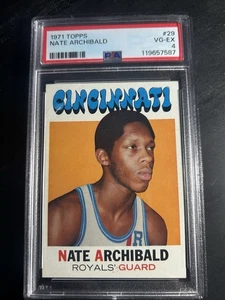 1971 TOPPS #29
NATE ARCHIBALD VG-EX
4
PSA 119657587
CINCINNATI
NATE ARCHIBALD
ROYALS' GUARD